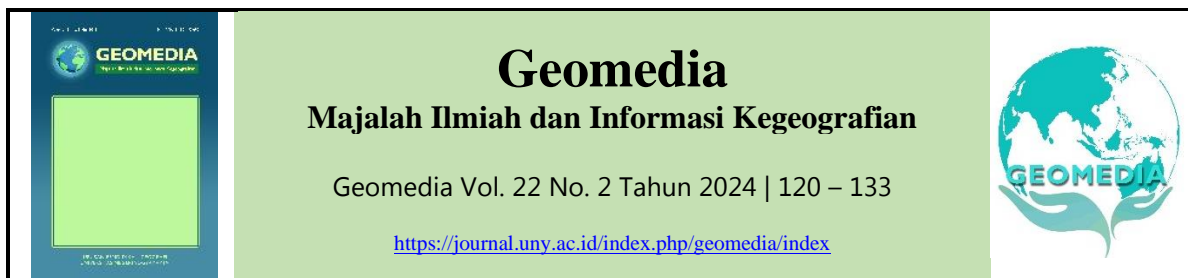 GEOMEDIA
Geomedia
Majalah Ilmiah dan Informasi Kegeografian
Geomedia Vol. 22 No. 2 Tahun 2024 | 120 – 133
https://journal.uny.ac.id/index.php/geomedia/index
GEOMEDIA